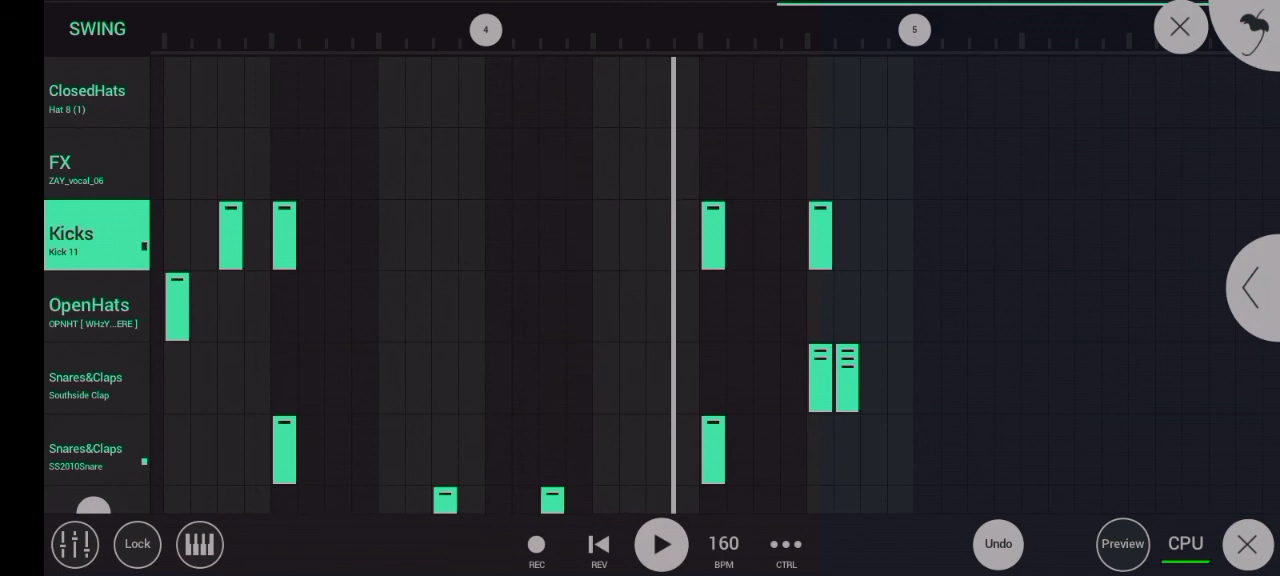 SWING
4
5
ClosedHats
Hat 8 (1)
FX
ZAY_vocal_06
Kicks
Kick 11
OpenHats
OPNHT [ WHzY...ERE ]
Snares&Claps
Southside Clap
Snares&Claps
SS2010Snare
Lock
REC
REV
160
BPM
CTRL
Undo
Preview
CPU